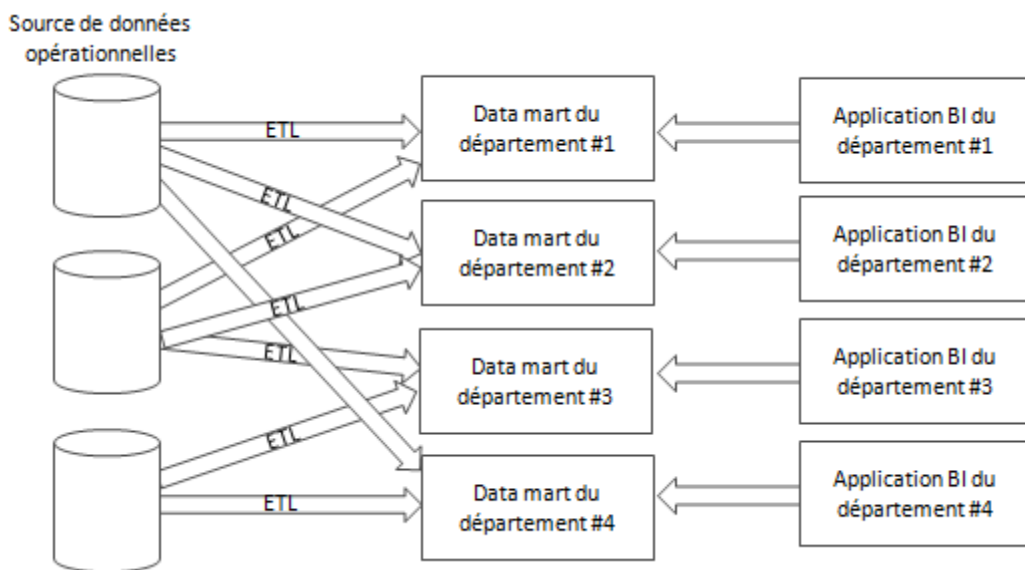 Source de données
opérationnelles
ETL
ETL
ETL
ETL
ETL
ETL
ETL
Data mart du
département #1
Data mart du
département #2
Data mart du
département #3
Data mart du
département #4
Application BI du
département #1
Application BI du
département #2
Application BI du
département #3
Application BI du
département #4